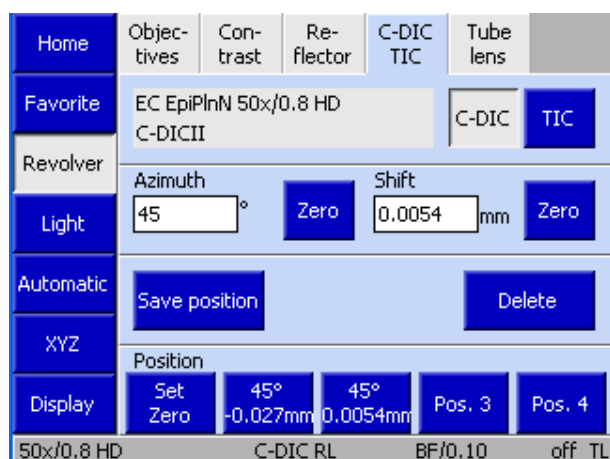 Home
Favorite
Revolver
Light
Automatic
XYZ
Display
Objec-
tives
Con-
trast
Re-
flector
C-DIC
TIC
Tube
lens
EC EpiPlnN 50x/0.8 HD
C-DICII
C-DIC
TIC
Azimuth
45 °
Zero
Shift
0.0054 mm
Zero
Save position
Delete
Position
Set
Zero
45°
-0.027mm
45°
0.0054mm
Pos. 3
Pos. 4
50x/0.8 HD C-DIC RL BF/0.10 off TL